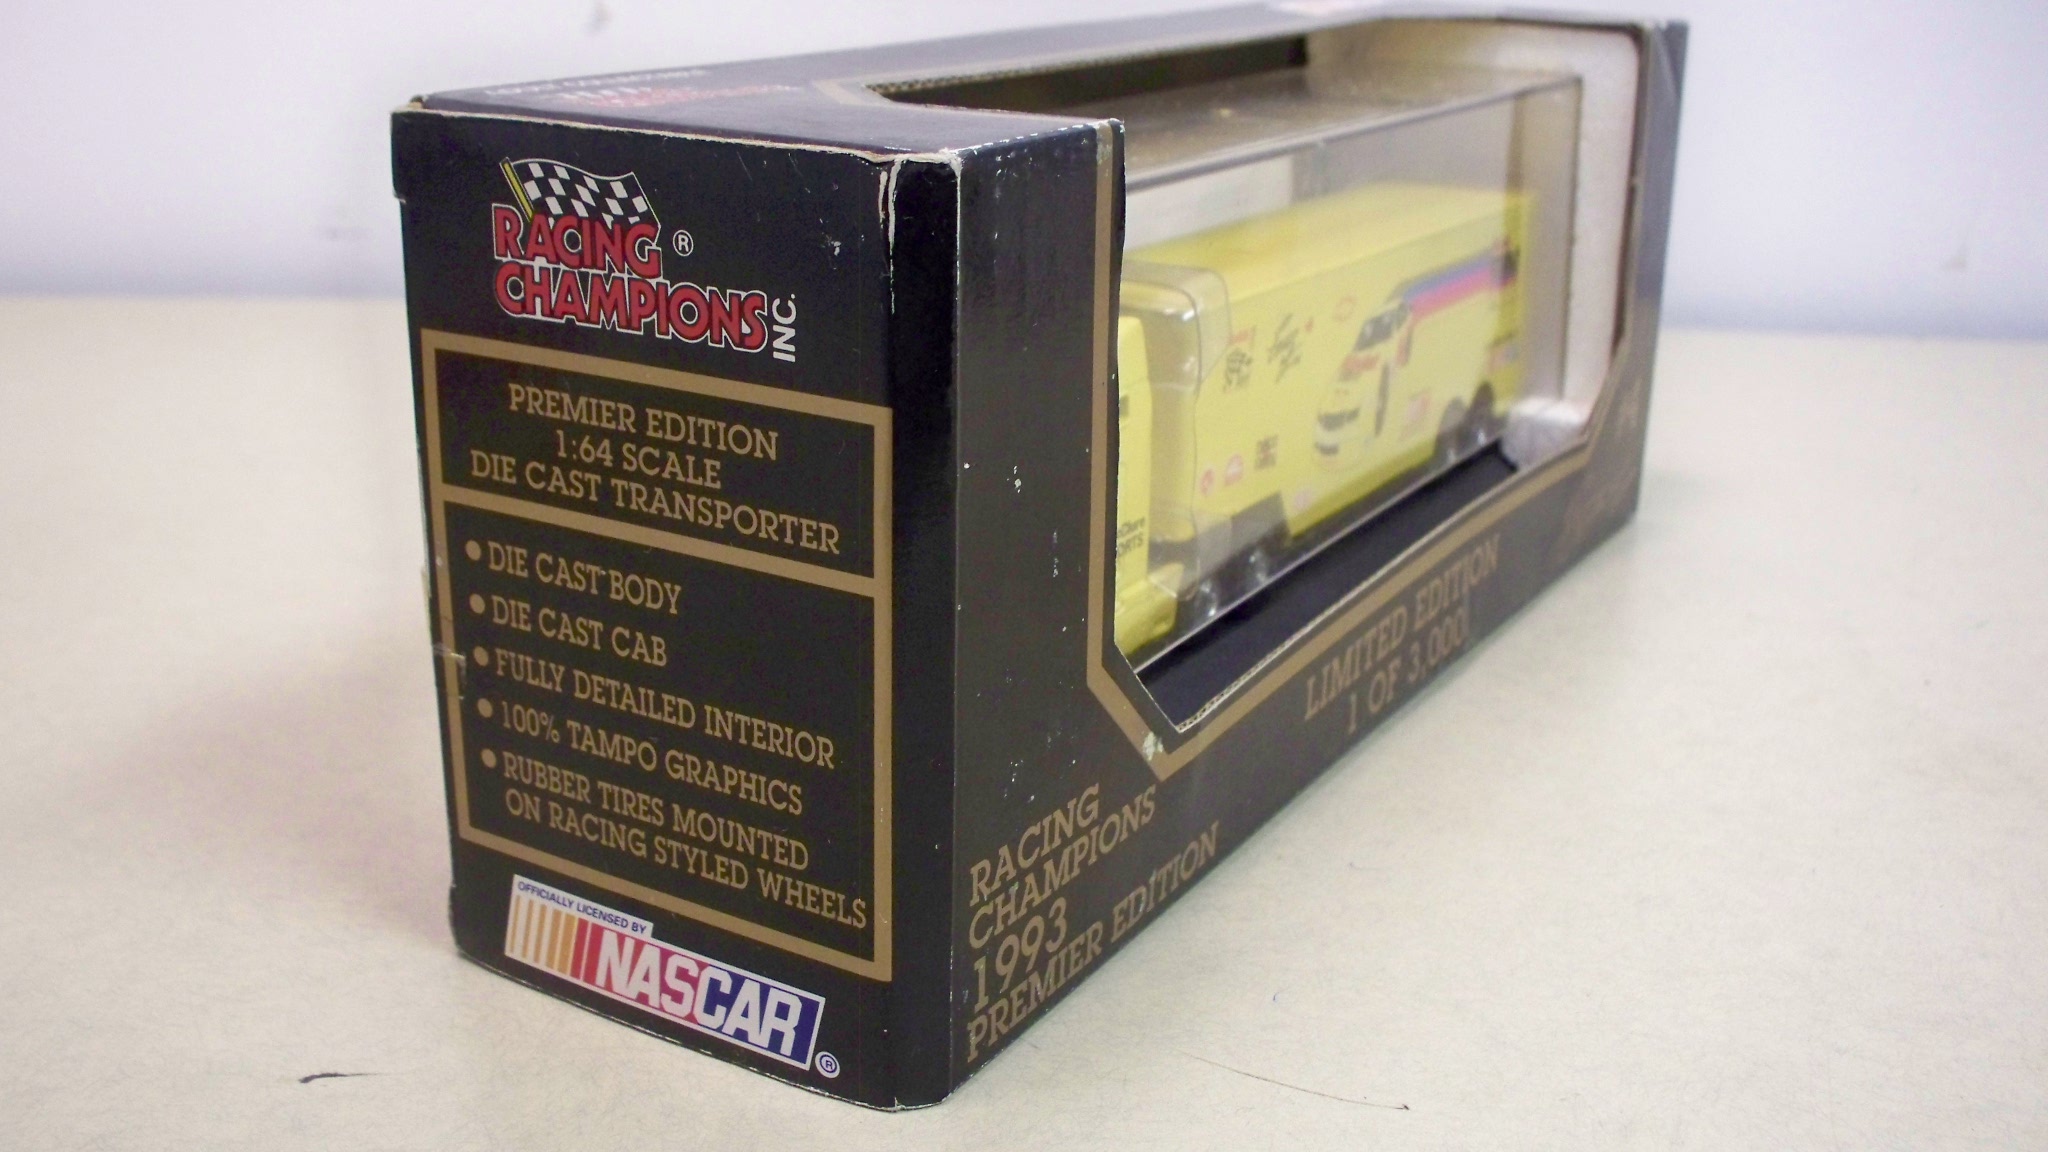 RACING ®
CHAMPIONS INC.
PREMIER EDITION
1:64 SCALE
DIE CAST TRANSPORTER
• DIE CAST BODY
• DIE CAST CAB
• FULLY DETAILED INTERIOR
• 100% TAMPO GRAPHICS
• RUBBER TIRES MOUNTED
ON RACING STYLED WHEELS
OFFICIALLY LICENSED BY
NASCAR ®
RACING
CHAMPIONS
1993
PREMIER EDITION
LIMITED EDITION
1 OF 3,000